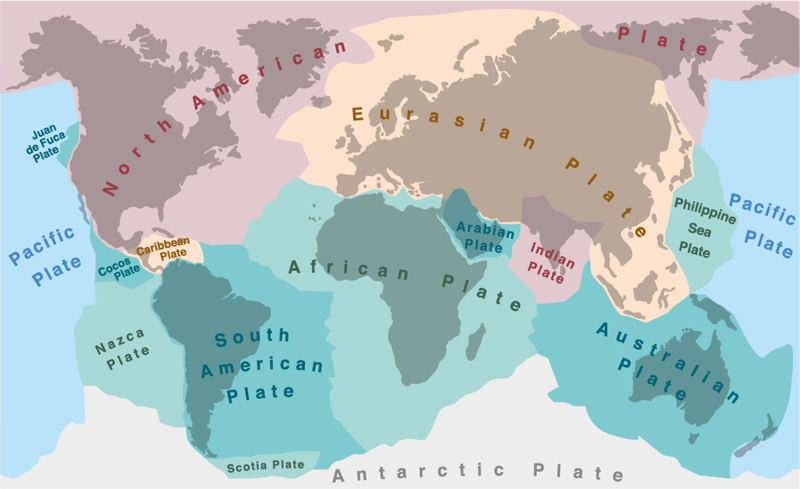 North American
Plate
Eurasian Plate
Juan
de Fuca
Plate
Pacific
Plate
Caribbean
Plate
Cocos
Plate
Arabian
Plate
Indian
Plate
Philippine
Sea
Plate
Pacific
Plate
African Plate
Nazca
Plate
South
American
Plate
Australian
Plate
Scotia Plate
Antarctic Plate